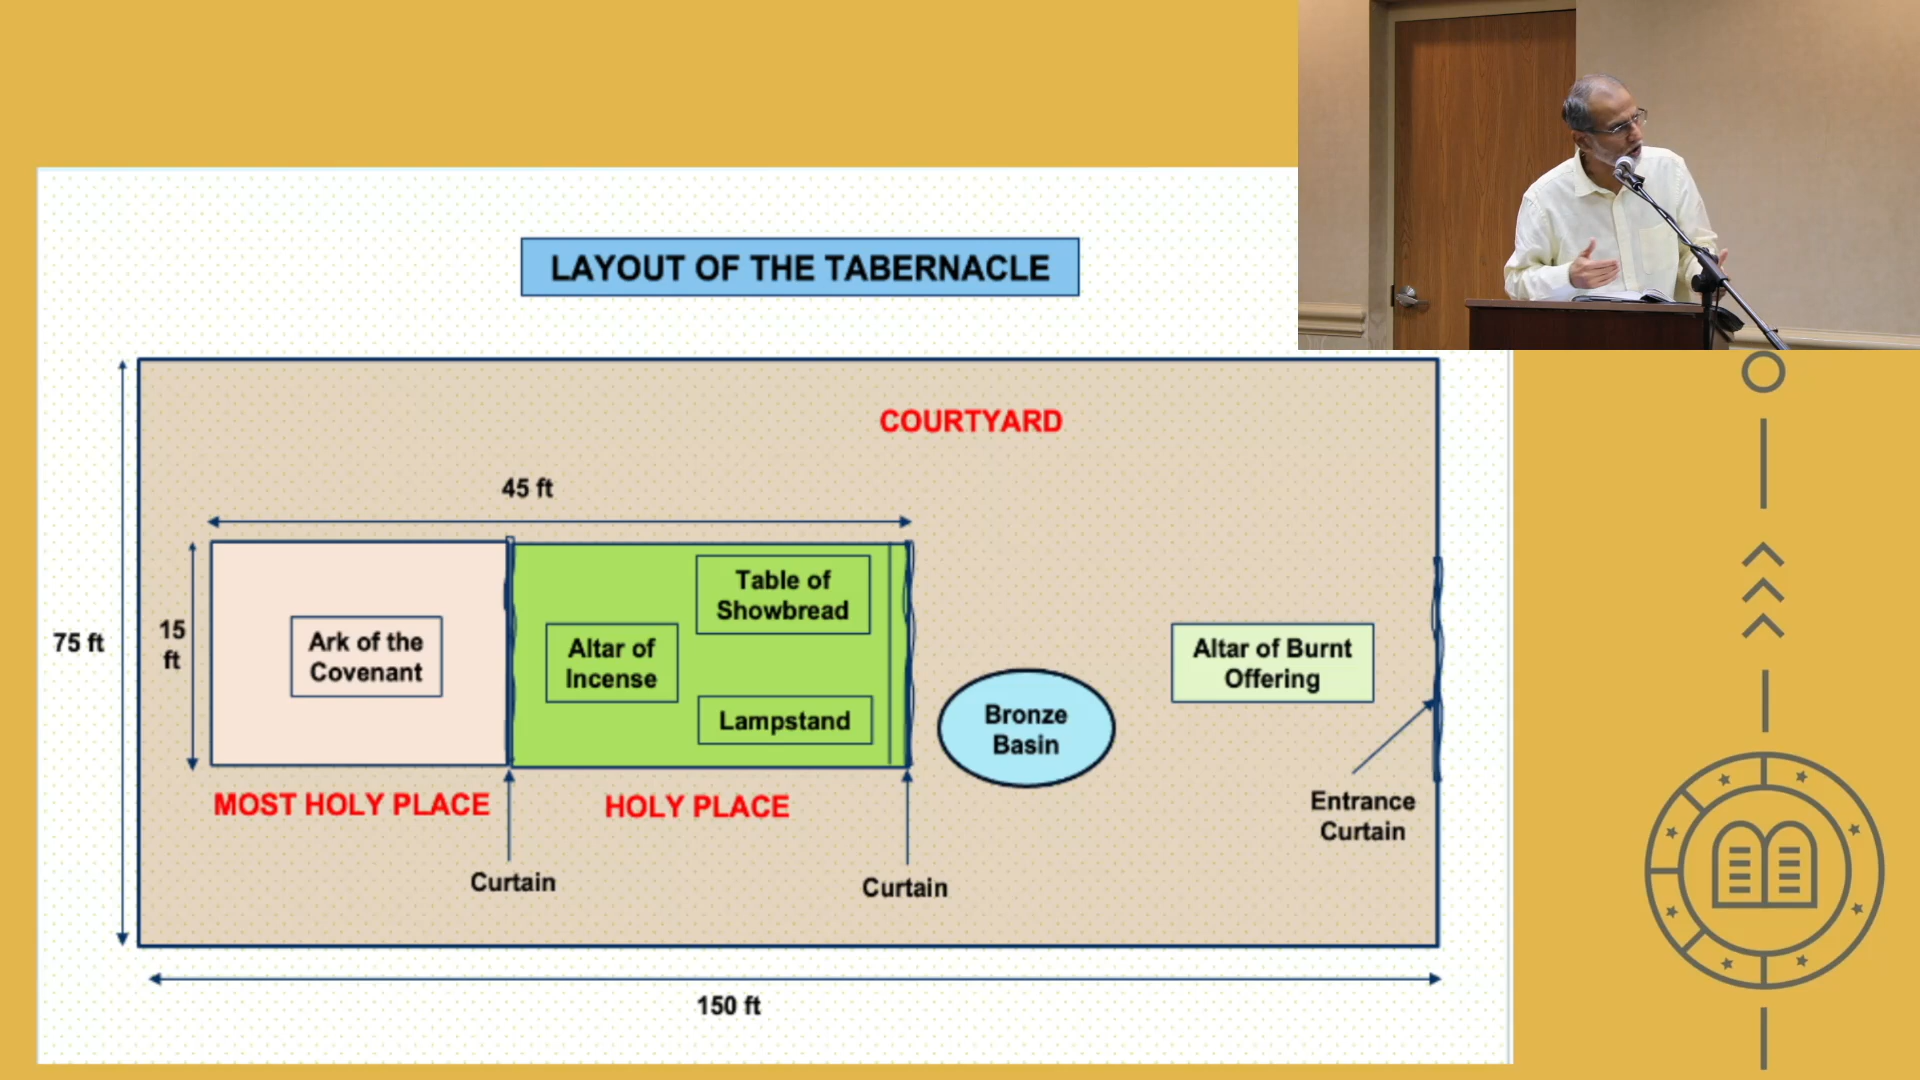 LAYOUT OF THE TABERNACLE
COURTYARD
45 ft
75 ft
15
ft
Ark of the
Covenant
Altar of
Incense
Table of
Showbread
Lampstand
Bronze
Basin
Altar of Burnt
Offering
MOST HOLY PLACE
HOLY PLACE
Entrance
Curtain
Curtain
Curtain
150 ft